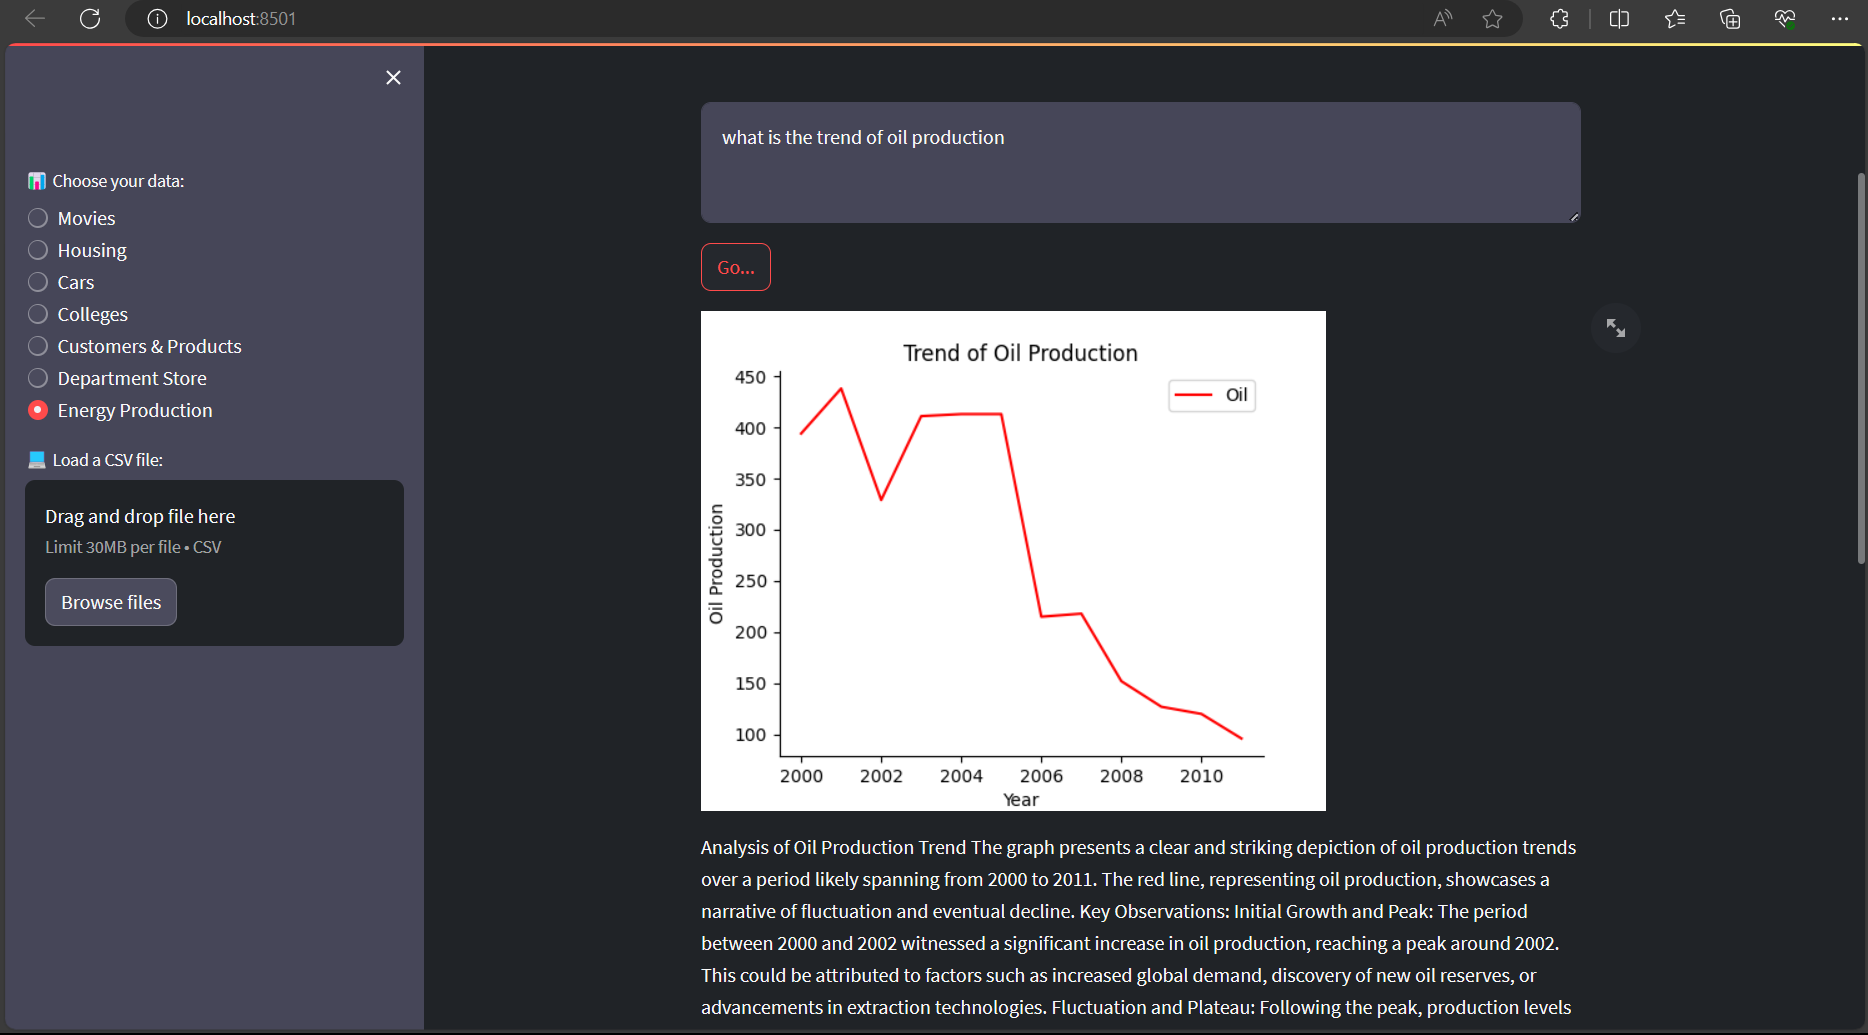 localhost:8501
Choose your data:
Movies
Housing
Cars
Colleges
Customers & Products
Department Store
Energy Production
Load a CSV file:
Drag and drop file here
Limit 30MB per file • CSV
Browse files
what is the trend of oil production
Go...
Trend of Oil Production
Oil
450
400
350
300
250
200
150
100
Oil Production
2000 2002 2004 2006 2008 2010
Year
Analysis of Oil Production Trend The graph presents a clear and striking depiction of oil production trends
over a period likely spanning from 2000 to 2011. The red line, representing oil production, showcases a
narrative of fluctuation and eventual decline. Key Observations: Initial Growth and Peak: The period
between 2000 and 2002 witnessed a significant increase in oil production, reaching a peak around 2002.
This could be attributed to factors such as increased global demand, discovery of new oil reserves, or
advancements in extraction technologies. Fluctuation and Plateau: Following the peak, production levels